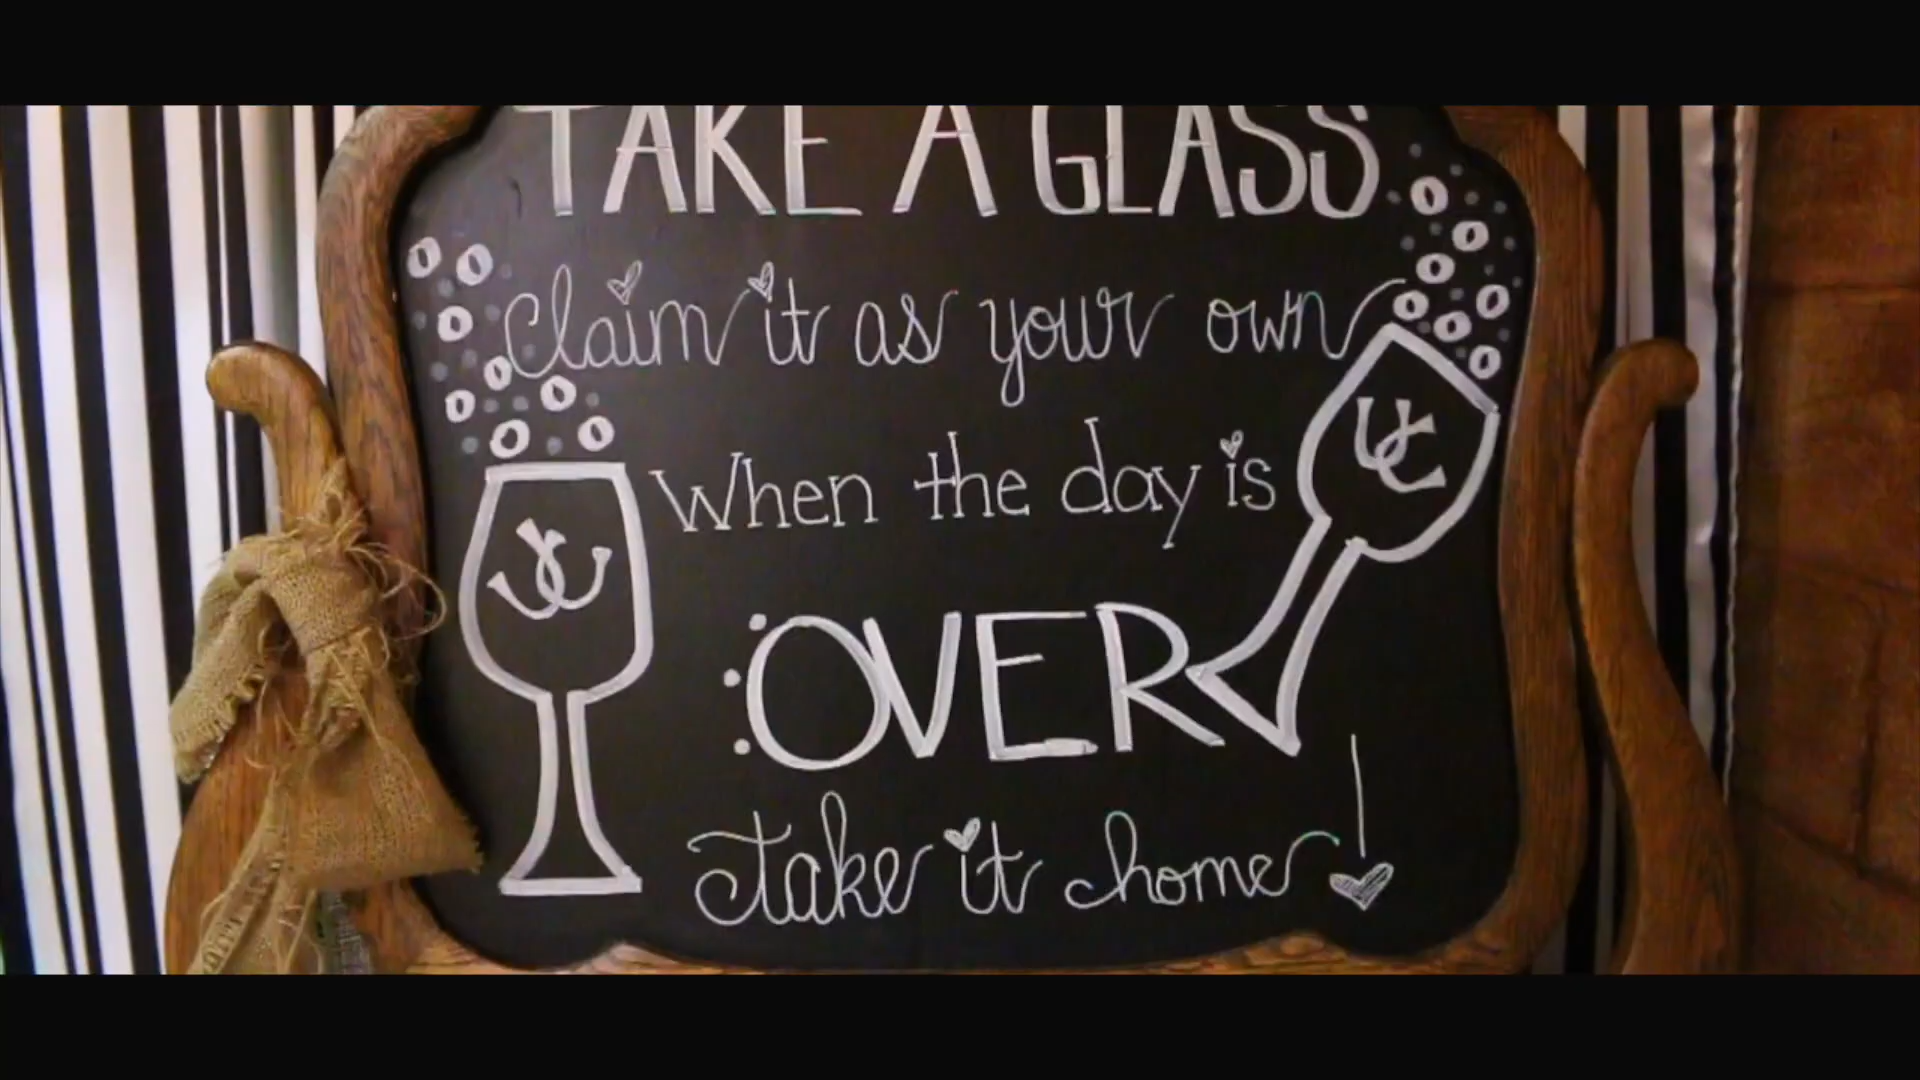 TAKE A GLASS
claim it as your own
When the day is
:OVER
take it home!